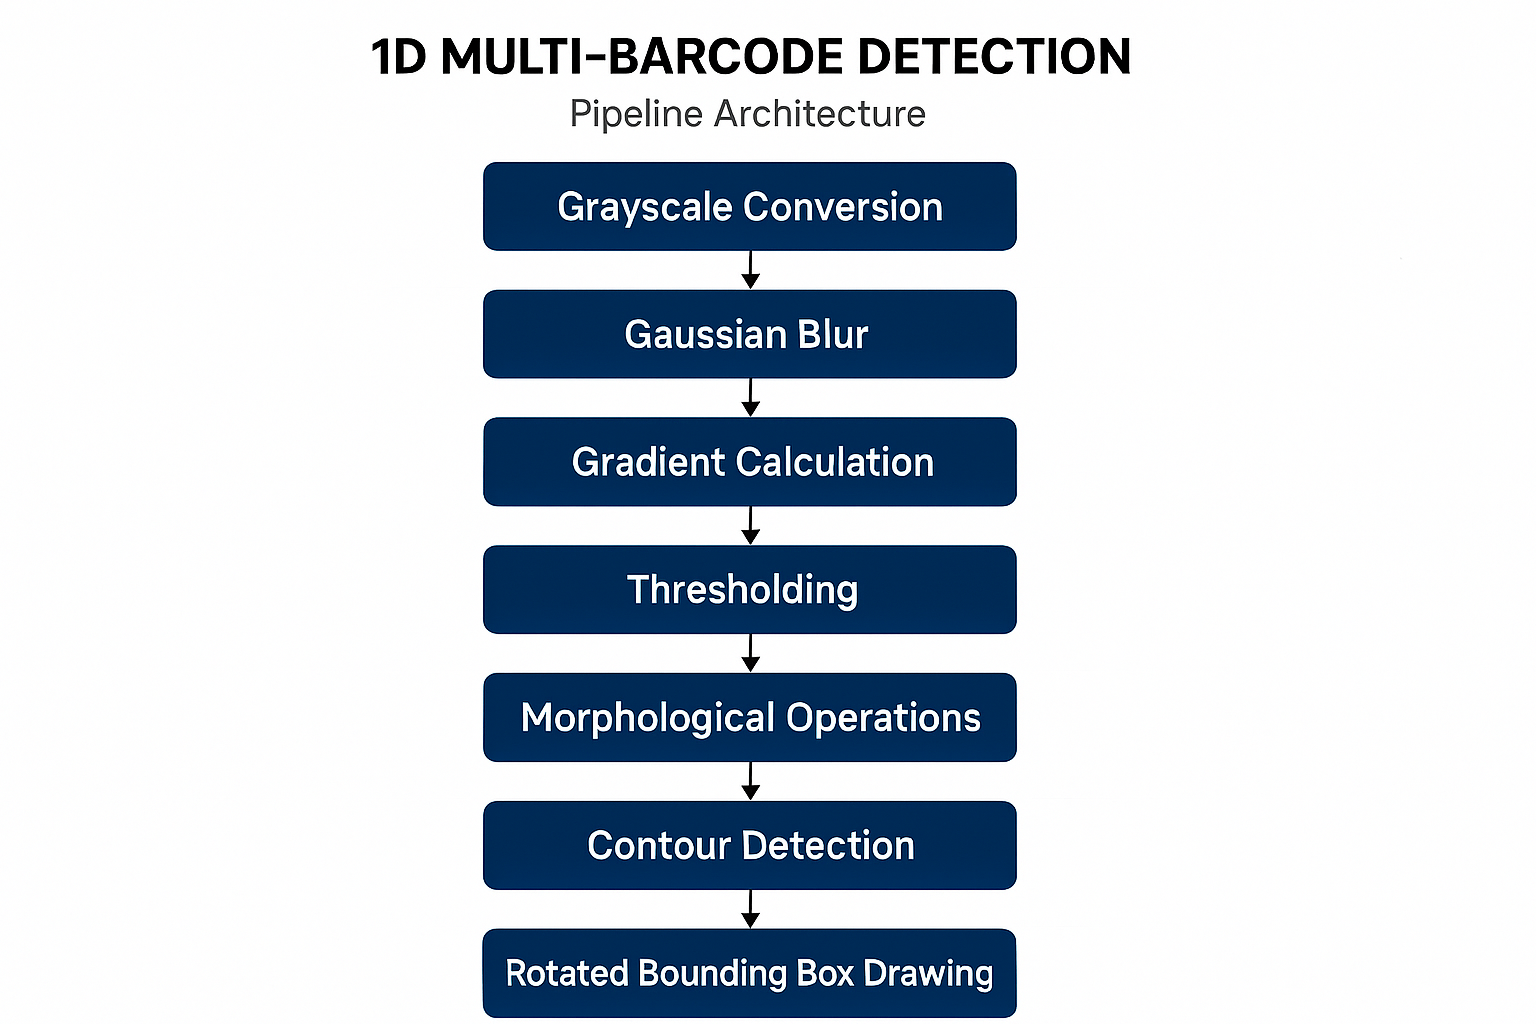 1D MULTI-BARCODE DETECTION
Pipeline Architecture
Grayscale Conversion
Gaussian Blur
Gradient Calculation
Thresholding
Morphological Operations
Contour Detection
Rotated Bounding Box Drawing